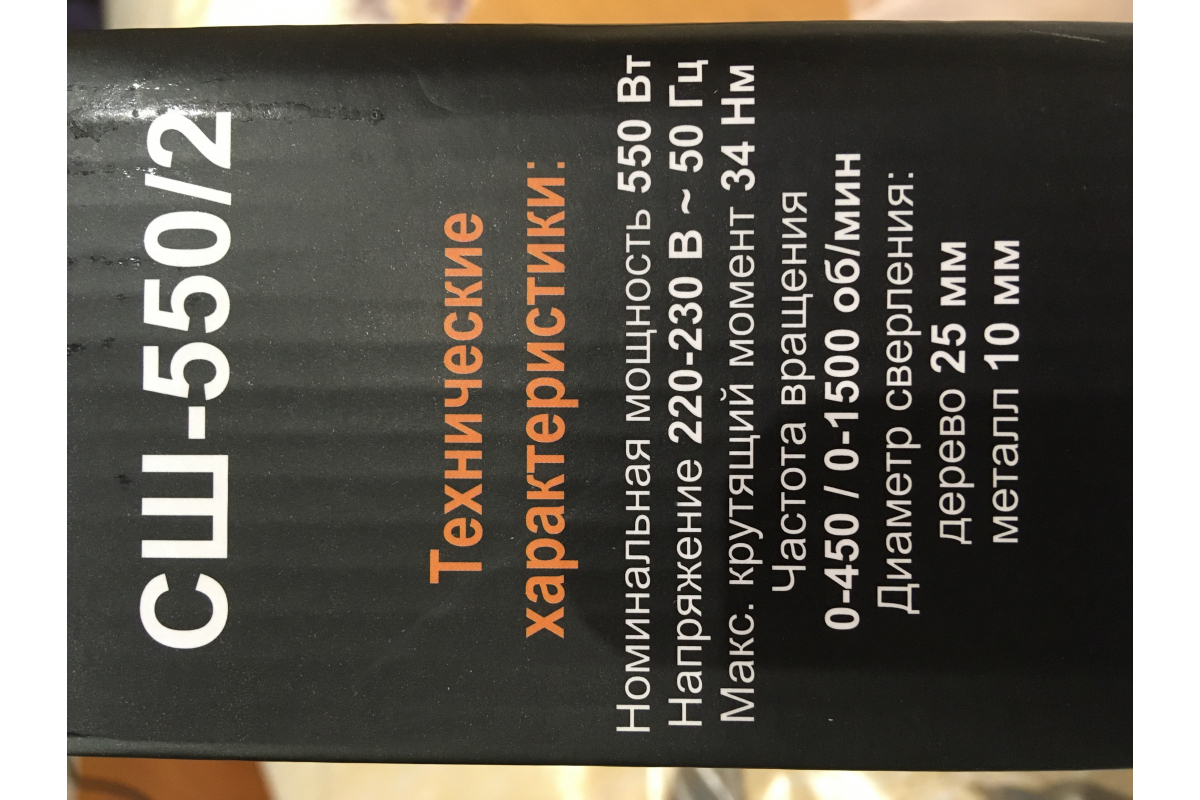 СШ-550/2
Технические
характеристики:
Номинальная мощность 550 Вт
Напряжение 220-230 В ~ 50 Гц
Макс. крутящий момент 34 Нм
Частота вращения
0-450 / 0-1500 об/мин
Диаметр сверления:
дерево 25 мм
металл 10 мм